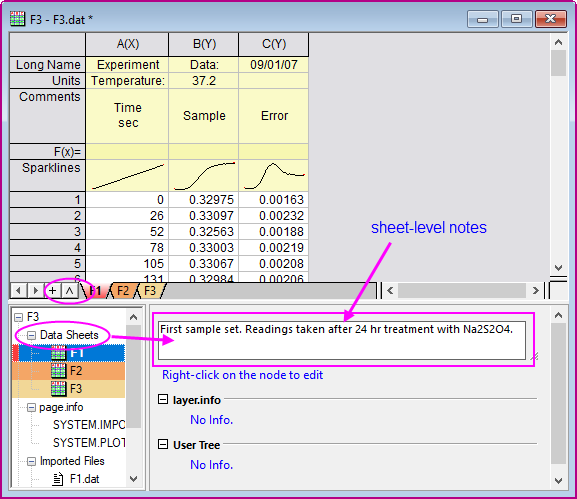 F3 - F3.dat *
A(X) B(Y) C(Y)
Long Name Experiment Data: 09/01/07
Units Temperature: 37.2
Comments Time sec Sample Error
F(x)=
Sparklines
1 0 0.32975 0.00163
2 26 0.33097 0.00232
3 52 0.32563 0.00188
4 78 0.33003 0.00219
5 105 0.33067 0.00208
6 131 0.32984 0.00206
sheet-level notes
F1 F2 F3
F3
Data Sheets
F1
F2
F3
page.info
SYSTEM.IMPO
SYSTEM.PLOT
Imported Files
F1.dat
First sample set. Readings taken after 24 hr treatment with Na2S2O4.
Right-click on the node to edit
layer.info
No Info.
User Tree
No Info.